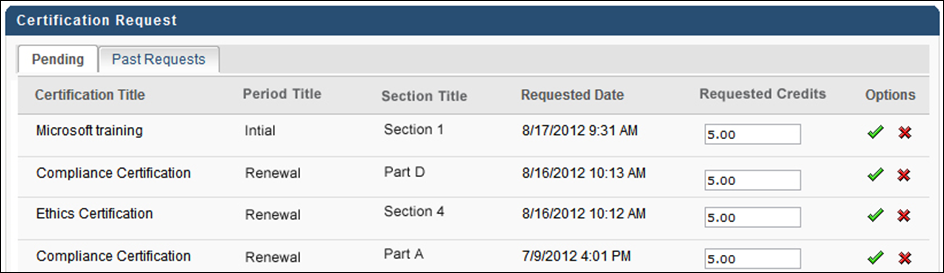 Certification Request
Pending Past Requests
Certification Title Period Title Section Title Requested Date Requested Credits Options
Microsoft training Intial Section 1 8/17/2012 9:31 AM 5.00
Compliance Certification Renewal Part D 8/16/2012 10:13 AM 5.00
Ethics Certification Renewal Section 4 8/16/2012 10:12 AM 5.00
Compliance Certification Renewal Part A 7/9/2012 4:01 PM 5.00